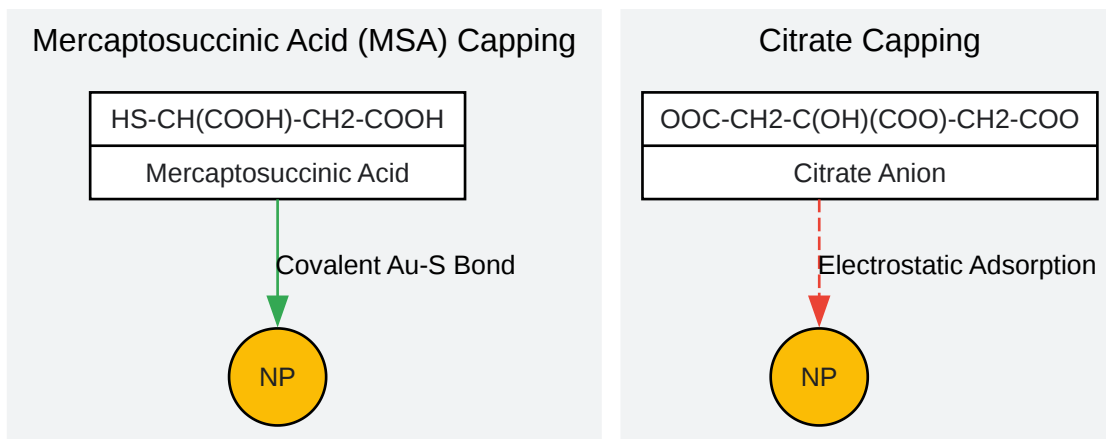 Mercaptosuccinic Acid (MSA) Capping
HS-CH(COOH)-CH2-COOH
Mercaptosuccinic Acid
Covalent Au-S Bond
NP
Citrate Capping
OOC-CH2-C(OH)(COO)-CH2-COO
Citrate Anion
Electrostatic Adsorption
NP